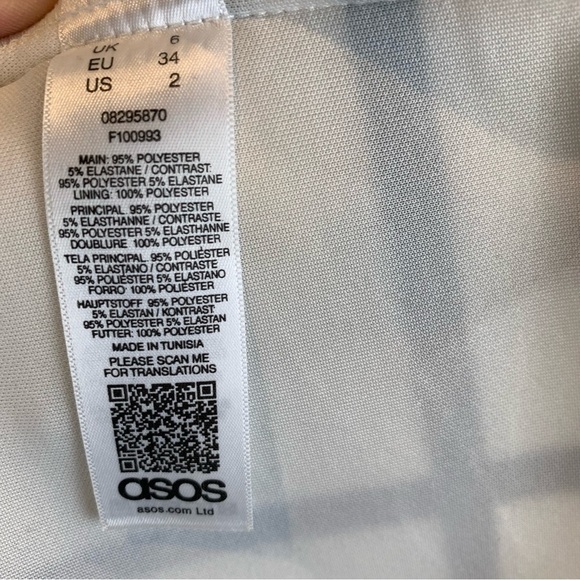 UK 6
EU 34
US 2
08295870
F100993
MAIN: 95% POLYESTER
5% ELASTANE / CONTRAST
95% POLYESTER 5% ELASTANE
LINING: 100% POLYESTER
PRINCIPAL 95% POLYESTER
5% ELASTHANNE / CONTRASTE
95% POLYESTER 5% ELASTHANNE
DOUBLURE 100% POLYESTER
TELA PRINCIPAL 95% POLIÉSTER
5% ELASTANO / CONTRASTE
95% POLIÉSTER 5% ELASTANO
FORRO 100% POLIÉSTER
HAUPTSTOFF 95% POLYESTER
5% ELASTAN / KONTRAST
95% POLYESTER 5% ELASTAN
FUTTER: 100% POLYESTER
MADE IN TUNISIA
PLEASE SCAN ME
FOR TRANSLATIONS
asos
asos.com Ltd